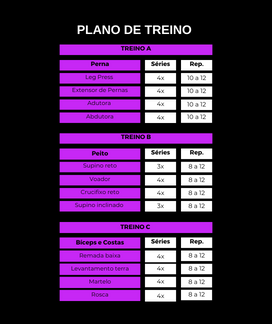 PLANO DE TREINO
TREINO A
Perna Séries Rep.
Leg Press 4x 10 a 12
Extensor de Pernas 4x 10 a 12
Adutora 4x 10 a 12
Abdutora 4x 10 a 12
TREINO B
Peito Séries Rep.
Supino reto 3x 8 a 12
Voador 4x 8 a 12
Crucifixo reto 4x 8 a 12
Supino inclinado 3x 8 a 12
TREINO C
Biceps e Costas Séries Rep.
Remada baixa 4x 8 a 12
Levantamento terra 4x 8 a 12
Martelo 4x 8 a 12
Rosca 4x 8 a 12